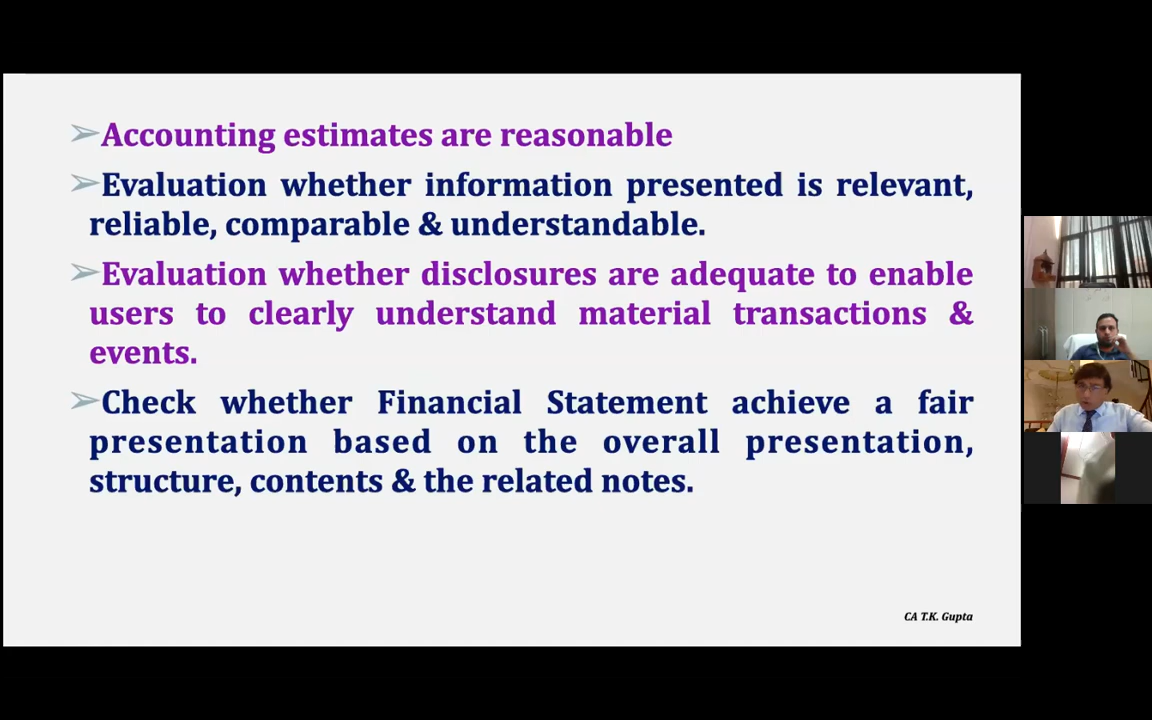 ➢Accounting estimates are reasonable
➢Evaluation whether information presented is relevant,
reliable, comparable & understandable.
➢Evaluation whether disclosures are adequate to enable
users to clearly understand material transactions &
events.
➢Check whether Financial Statement achieve a fair
presentation based on the overall presentation,
structure, contents & the related notes.
CA T.K. Gupta